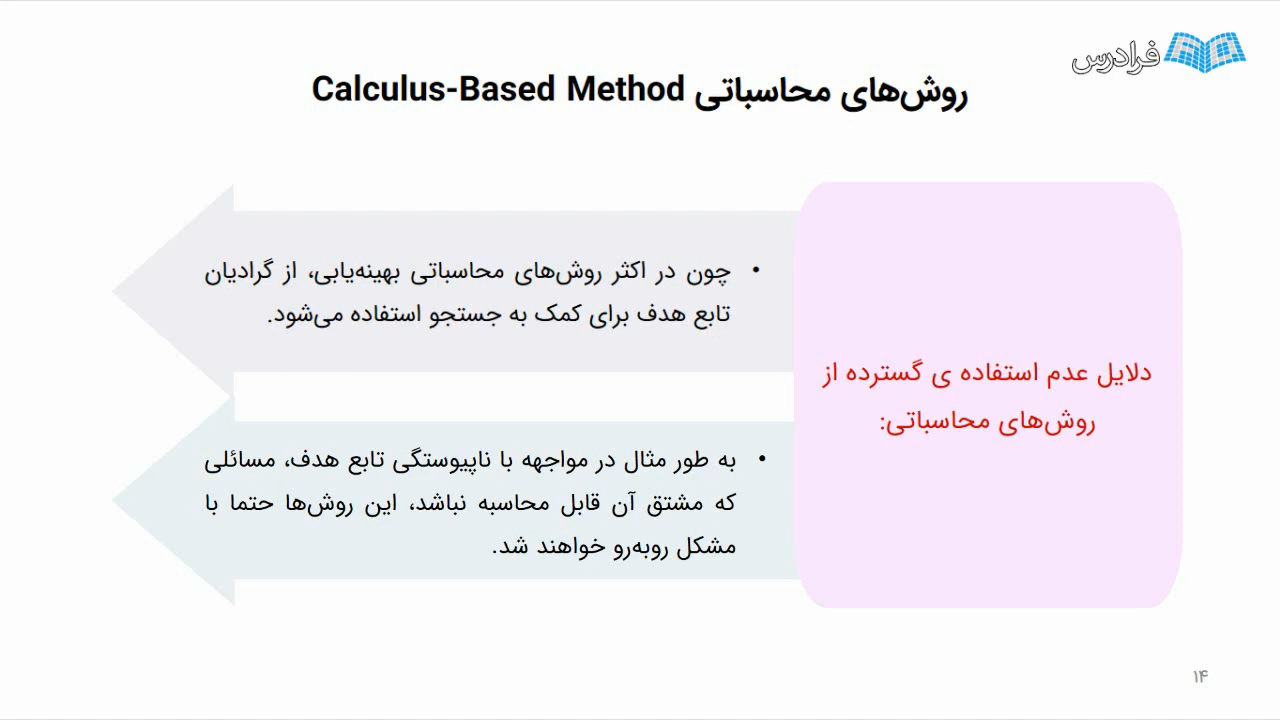 فرادرس
روش‌های محاسباتی Calculus-Based Method
دلایل عدم استفاده ی گسترده از
روش‌های محاسباتی:
• چون در اکثر روش‌های محاسباتی بهینه‌یابی، از گرادیان
تابع هدف برای کمک به جستجو استفاده می‌شود.
• به طور مثال در مواجهه با ناپیوستگی تابع هدف، مسائلی
که مشتق آن قابل محاسبه نباشد، این روش‌ها حتما با
مشکل روبه‌رو خواهند شد.
۱۴